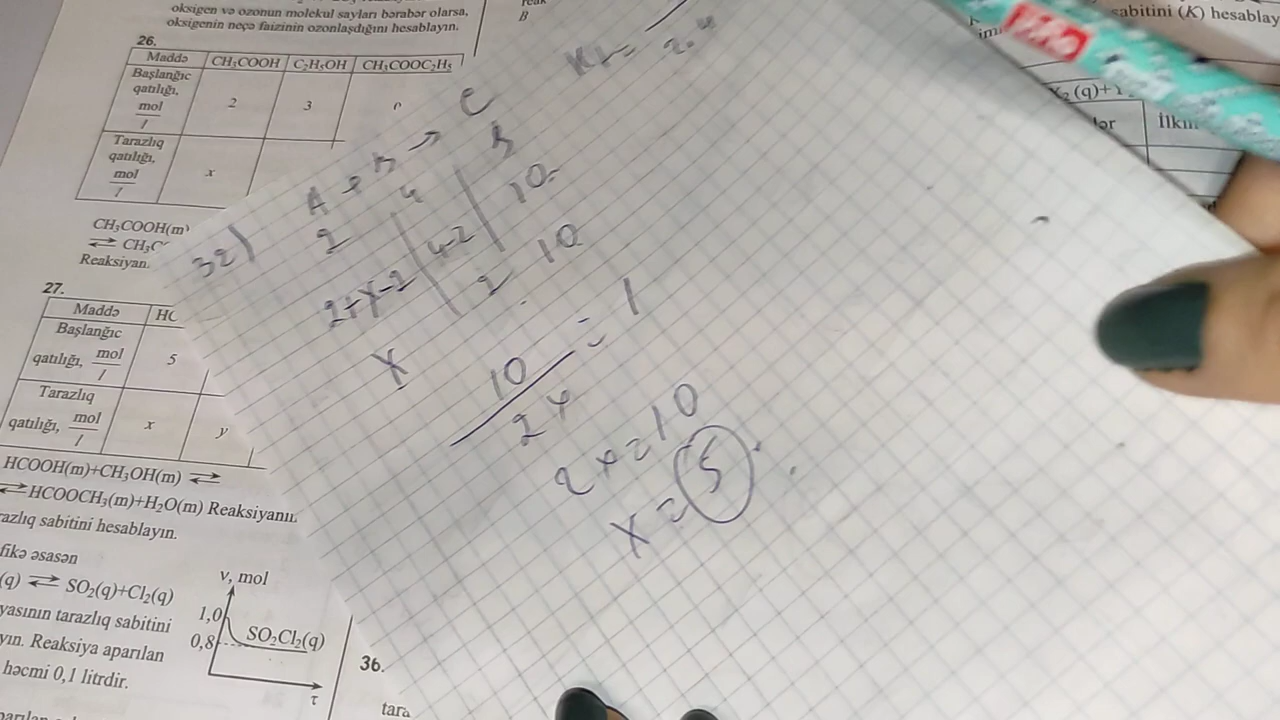 oksigen və ozonun molekul sayları bərabər olarsa,
oksigenin neçə faizinin ozonlaşdığını hesablayın.
B
sabitini (K) hesablay
26.
Maddə CH₃COOH C₂H₅OH CH₃COOC₂H₅
Başlanğıc
qatılığı,
mol
l
2 3
Tarazlıq
qatılığı,
mol
l
x
CH₃COOH(m)
⇄ CH₃C
Reaksiyan
27.
Maddə HC
Başlanğıc
qatılığı, mol/l 5
Tarazlıq
qatılığı, mol/l x y
HCOOH(m)+CH₃OH(m) ⇄
⇄HCOOCH₃(m)+H₂O(m) Reaksiyanın
razlıq sabitini hesablayın.
fikə əsasən
(q) ⇄ SO₂(q)+Cl₂(q)
yasının tarazlıq sabitini
yın. Reaksiya aparılan
həcmi 0,1 litrdir.
ν, mol
1,0
0,8
SO₂Cl₂(q)
τ
36.
tara
32)
A + B → C
2 4
2+x-2 4-2 10
x 2 10
10/2x = 1
2x=10
x=5